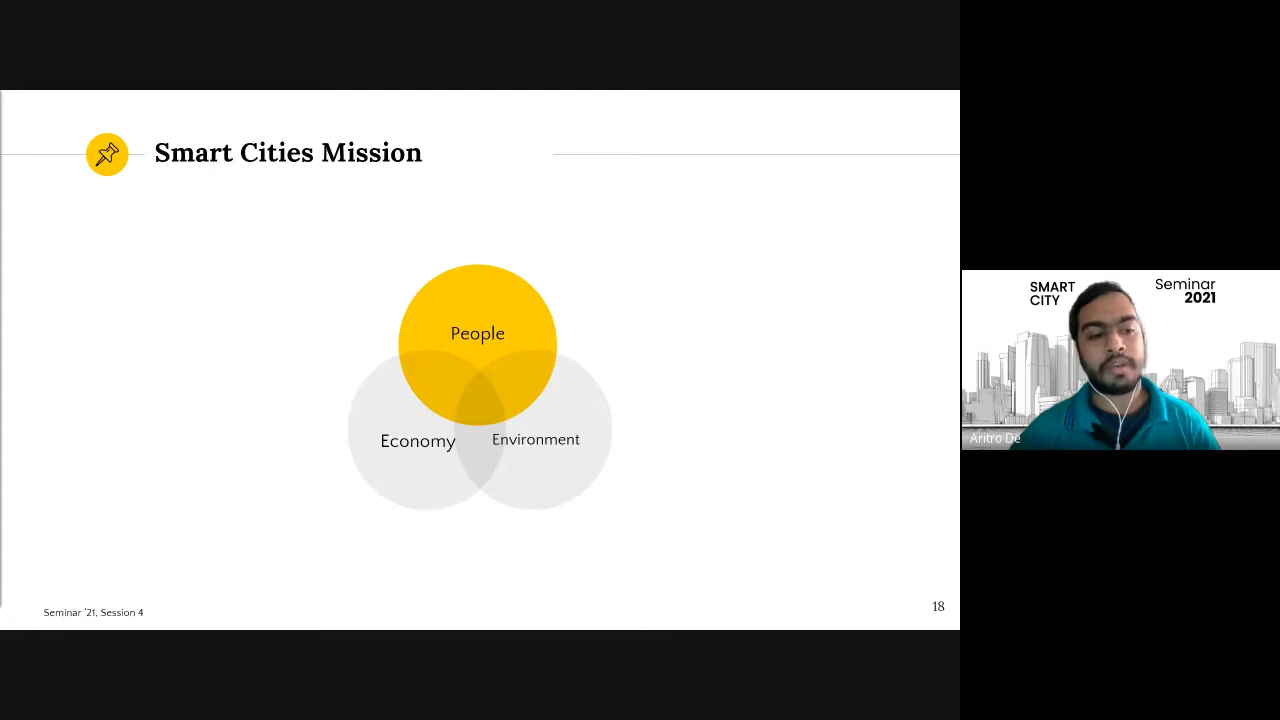 Smart Cities Mission
People
Economy
Environment
Seminar '21, Session 4
18
SMART
CITY
Seminar
2021
Aritro De